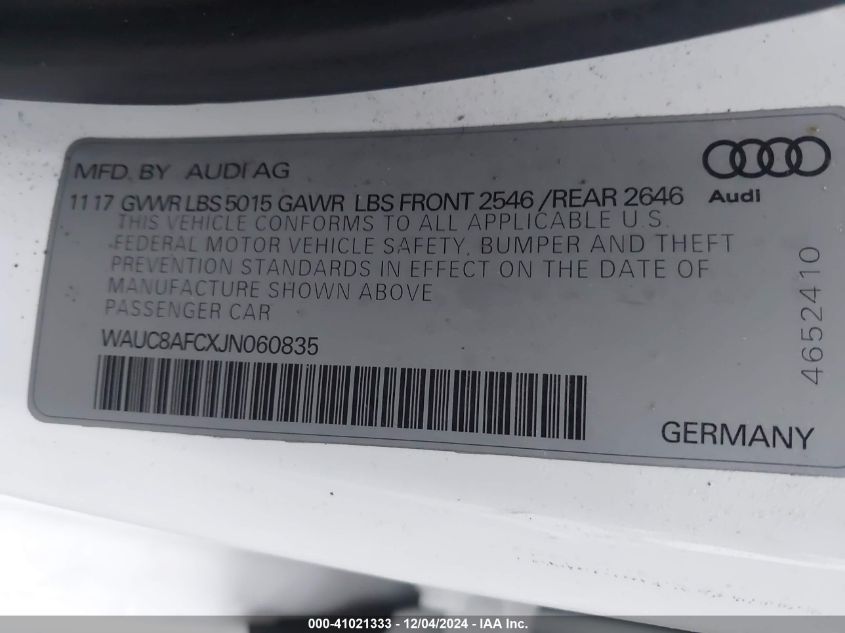 MFD. BY AUDI AG
11 17 GVWR LBS 5015 GAWR LBS FRONT 2546 /REAR 2646
Audi
THIS VEHICLE CONFORMS TO ALL APPLICABLE U.S.
FEDERAL MOTOR VEHICLE SAFETY, BUMPER AND THEFT
PREVENTION STANDARDS IN EFFECT ON THE DATE OF
MANUFACTURE SHOWN ABOVE
PASSENGER CAR
WAUC8AFCXJN060835
4652410
GERMANY
000-41021333 - 12/04/2024 - IAA Inc.